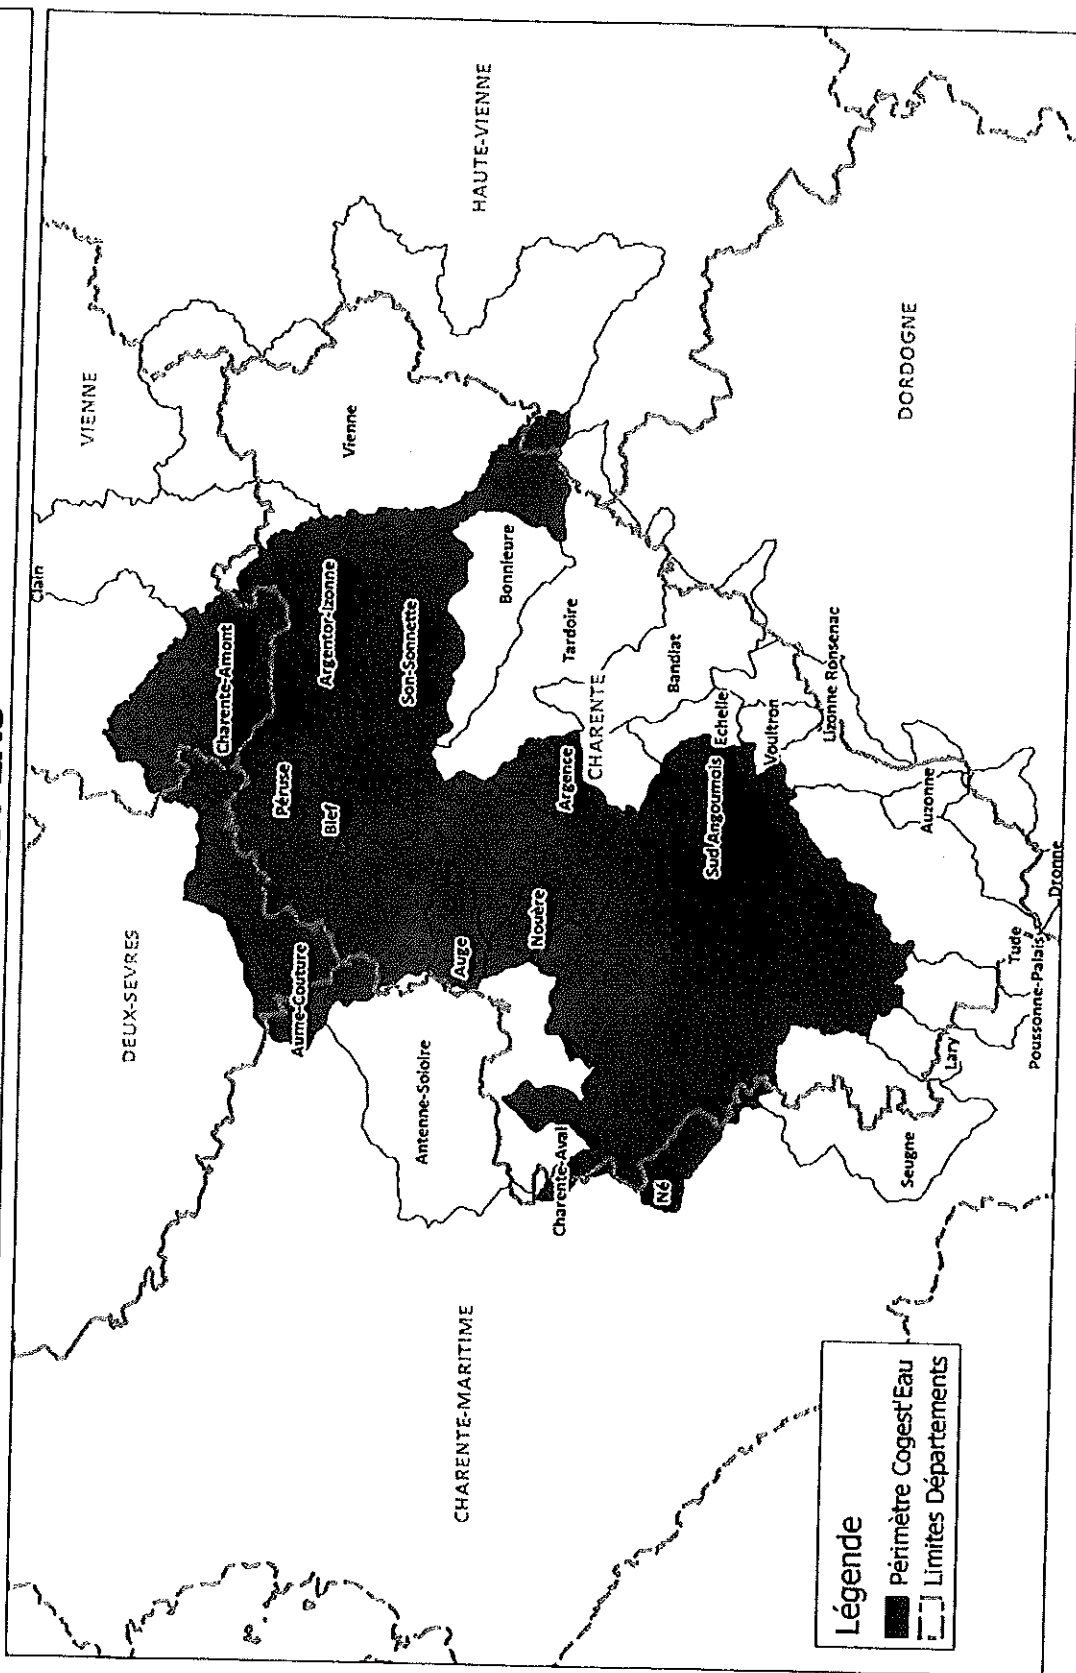 DEUX-SEVRES
VIENNE
HAUTE-VIENNE
CHARENTE-MARITIME
CHARENTE
DORDOGNE
Clain
Charente-Amont
Vienne
Aume-Couture
Péruse
Bief
Argentor-Izonne
Son-Sonnette
Antenne-Soloire
Auge
Bonnieure
Nouère
Argence
Tardoire
Charente-Aval
Né
Sud Angoumois
Echelle
Bandiat
Voultron
Lizonne Ronsenac
Seugne
Lary
Auzonne
Tude
Poussonne-Palais
Dronne
Légende
Périmètre Cogest'Eau
Limites Départements